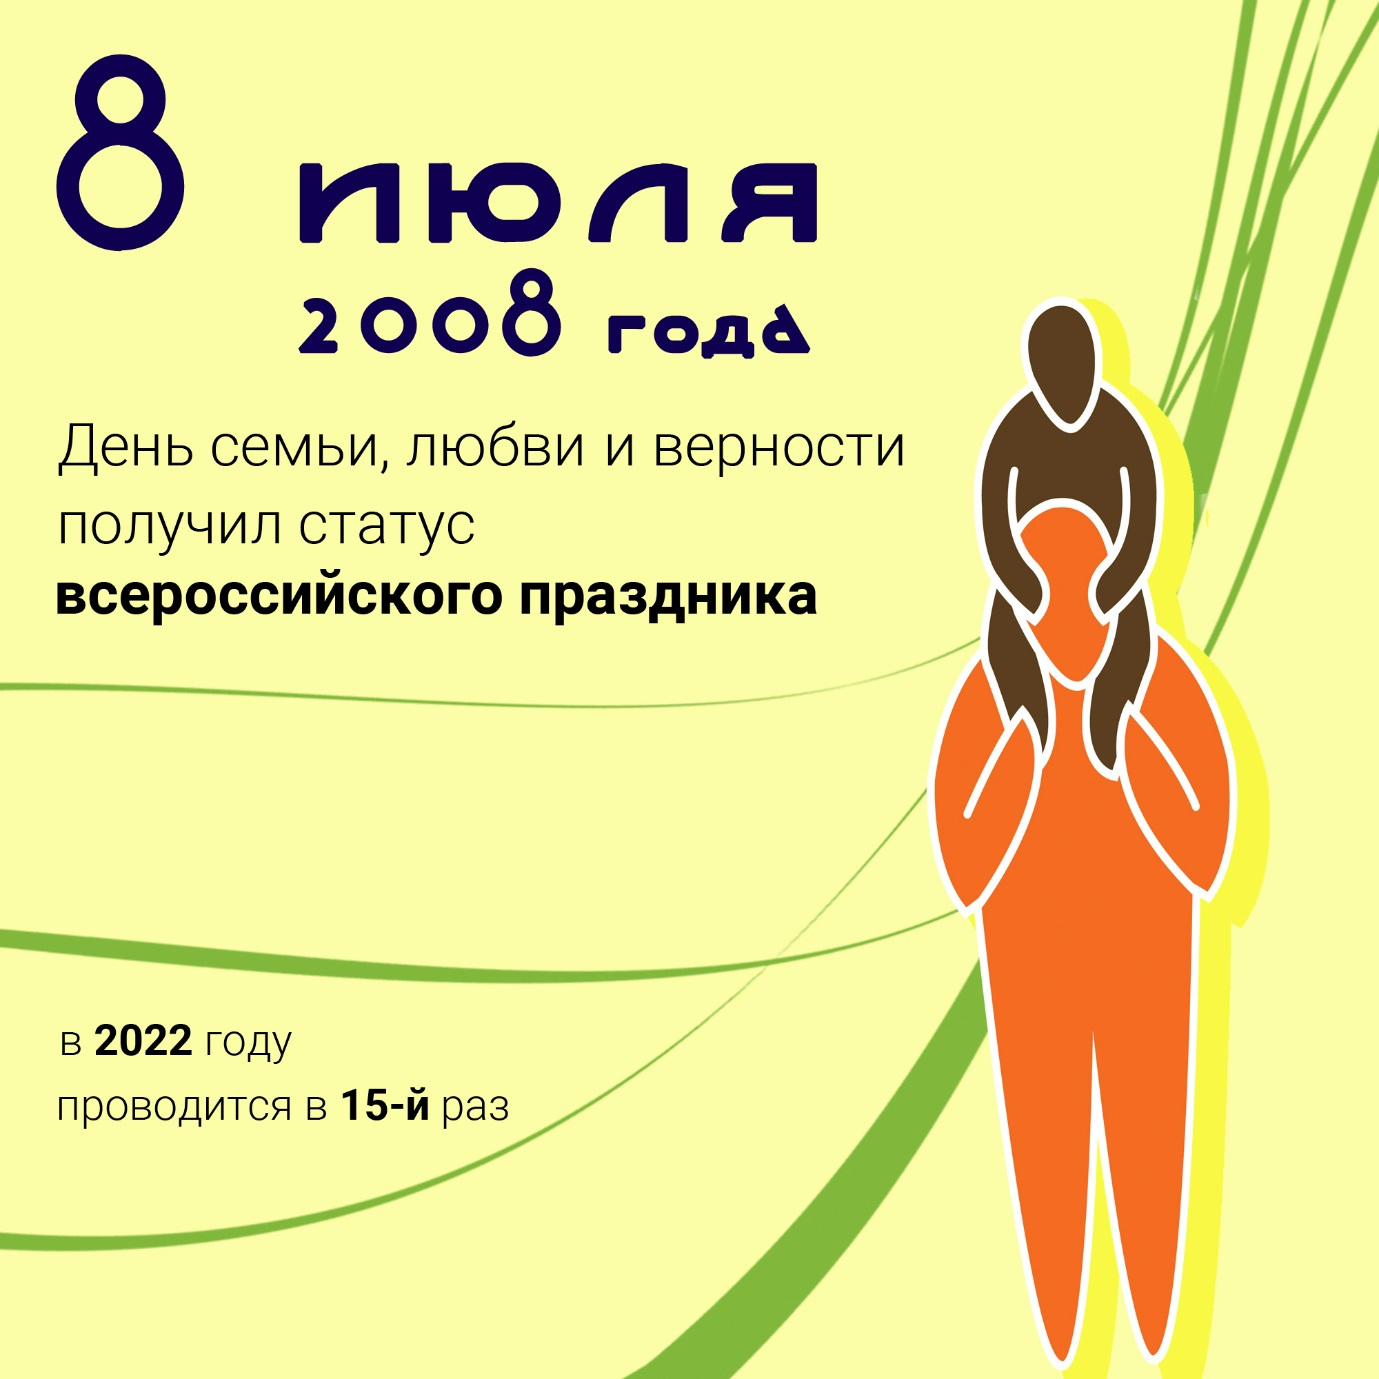 8 июля
2008 года
День семьи, любви и верности
получил статус
всероссийского праздника
в 2022 году
проводится в 15-й раз